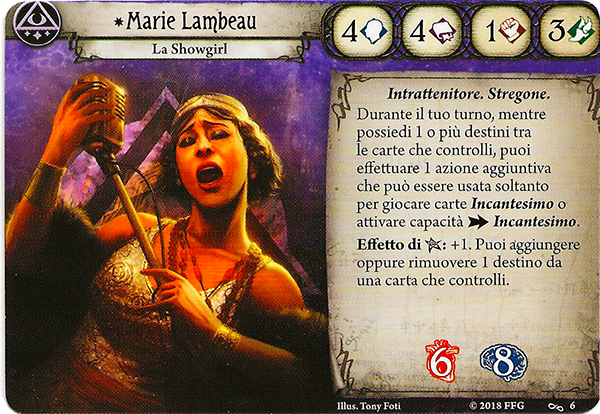 Marie Lambeau
La Showgirl
4 4 1 3
Intrattenitore. Stregone.
Durante il tuo turno, mentre
possiedi 1 o più destini tra
le carte che controlli, puoi
effettuare 1 azione aggiuntiva
che può essere usata soltanto
per giocare carte Incantesimo o
attivare capacità Incantesimo.
Effetto di : +1. Puoi aggiungere
oppure rimuovere 1 destino da
una carta che controlli.
6 8
Illus. Tony Foti
© 2018 FFG
6